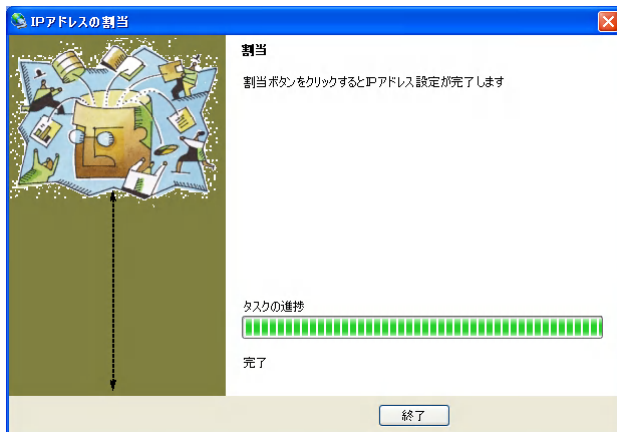 IPアドレスの割当
割当
割当ボタンをクリックするとIPアドレス設定が完了します
タスクの進捗
完了
終了